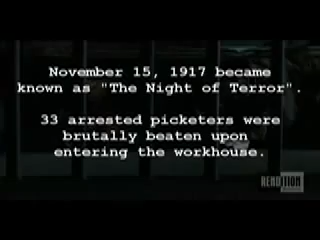 November 15, 1917 became
known as "The Night of Terror".
33 arrested picketers were
brutally beaten upon
entering the workhouse.
RENDITION